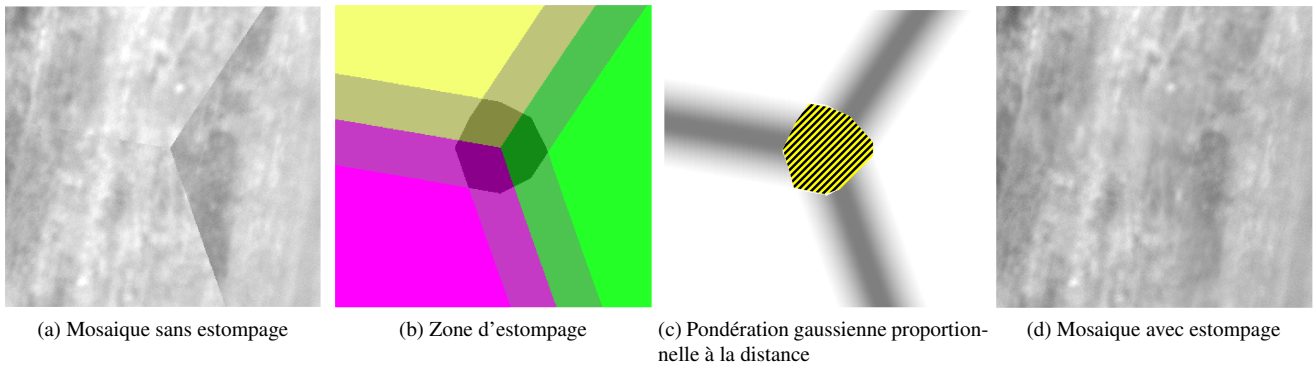 (a) Mosaique sans estompage
(b) Zone d'estompage
(c) Pondération gaussienne proportion-
nelle à la distance
(d) Mosaique avec estompage